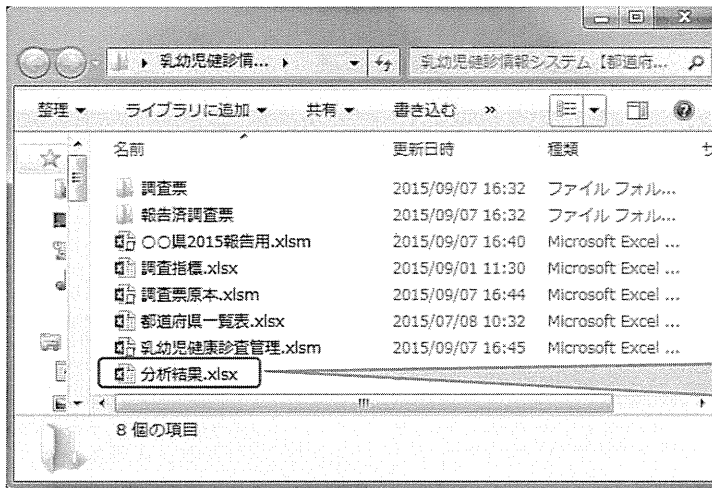 乳幼児健診情...
乳幼児健診情報システム【都道府...
整理 ライブラリに追加 共有 書き込む »
名前 更新日時 種類 サ
調査票 2015/09/07 16:32 ファイル フォル...
報告済調査票 2015/09/07 16:32 ファイル フォル...
〇〇県2015報告用.xlsm 2015/09/07 16:40 Microsoft Excel ...
調査指標.xlsx 2015/09/01 11:30 Microsoft Excel ...
調査票原本.xlsm 2015/09/07 16:44 Microsoft Excel ...
都道府県一覧表.xlsx 2015/07/08 10:32 Microsoft Excel ...
乳幼児健康診査管理.xlsm 2015/09/07 16:45 Microsoft Excel ...
分析結果.xlsx
8 個の項目